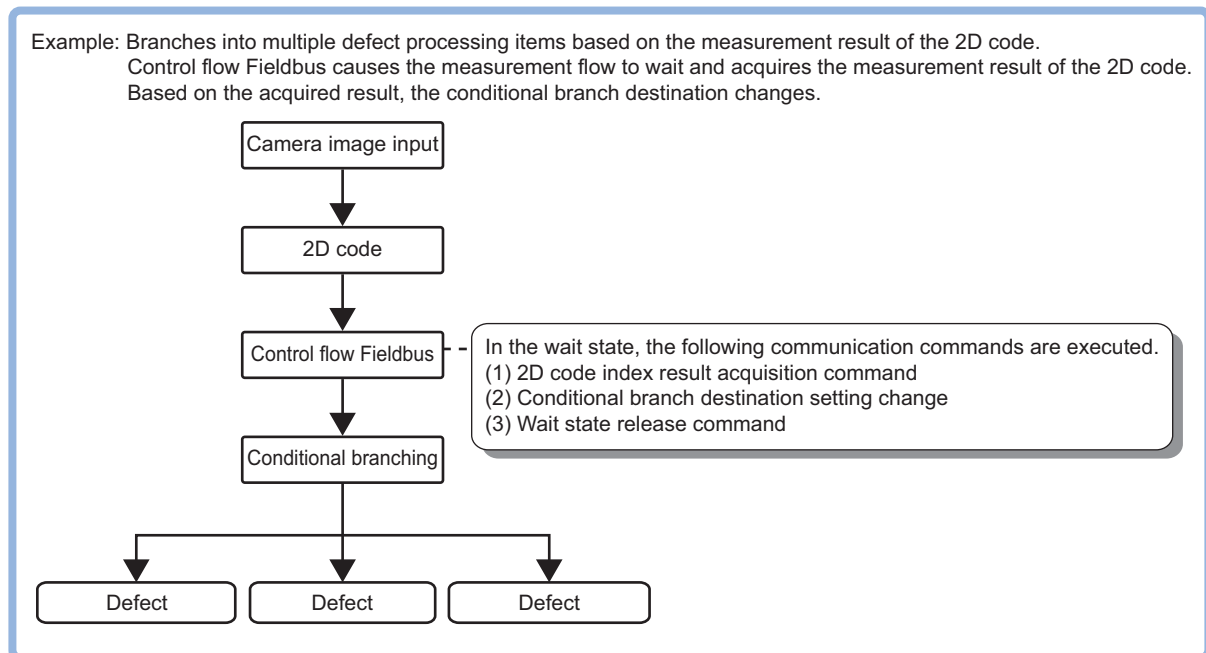 Example: Branches into multiple defect processing items based on the measurement result of the 2D code.
Control flow Fieldbus causes the measurement flow to wait and acquires the measurement result of the 2D code.
Based on the acquired result, the conditional branch destination changes.
Camera image input
2D code
Control flow Fieldbus
In the wait state, the following communication commands are executed.
(1) 2D code index result acquisition command
(2) Conditional branch destination setting change
(3) Wait state release command
Conditional branching
Defect
Defect
Defect